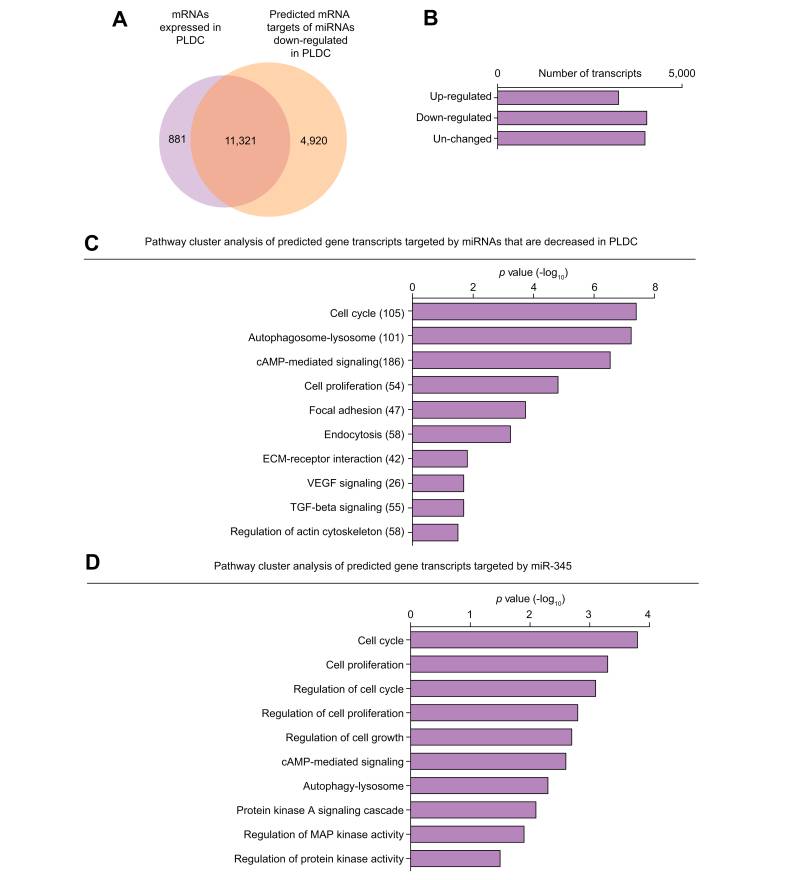 A
mRNAs
expressed in
PLDC
Predicted mRNA
targets of miRNAs
down-regulated
in PLDC
881
11,321
4,920
B
0 Number of transcripts 5,000
Up-regulated
Down-regulated
Un-changed
C
Pathway cluster analysis of predicted gene transcripts targeted by miRNAs that are decreased in PLDC
p value (-log10)
0 2 4 6 8
Cell cycle (105)
Autophagosome-lysosome (101)
cAMP-mediated signaling(186)
Cell proliferation (54)
Focal adhesion (47)
Endocytosis (58)
ECM-receptor interaction (42)
VEGF signaling (26)
TGF-beta signaling (55)
Regulation of actin cytoskeleton (58)
D
Pathway cluster analysis of predicted gene transcripts targeted by miR-345
p value (-log10)
0 1 2 3 4
Cell cycle
Cell proliferation
Regulation of cell cycle
Regulation of cell proliferation
Regulation of cell growth
cAMP-mediated signaling
Autophagy-lysosome
Protein kinase A signaling cascade
Regulation of MAP kinase activity
Regulation of protein kinase activity